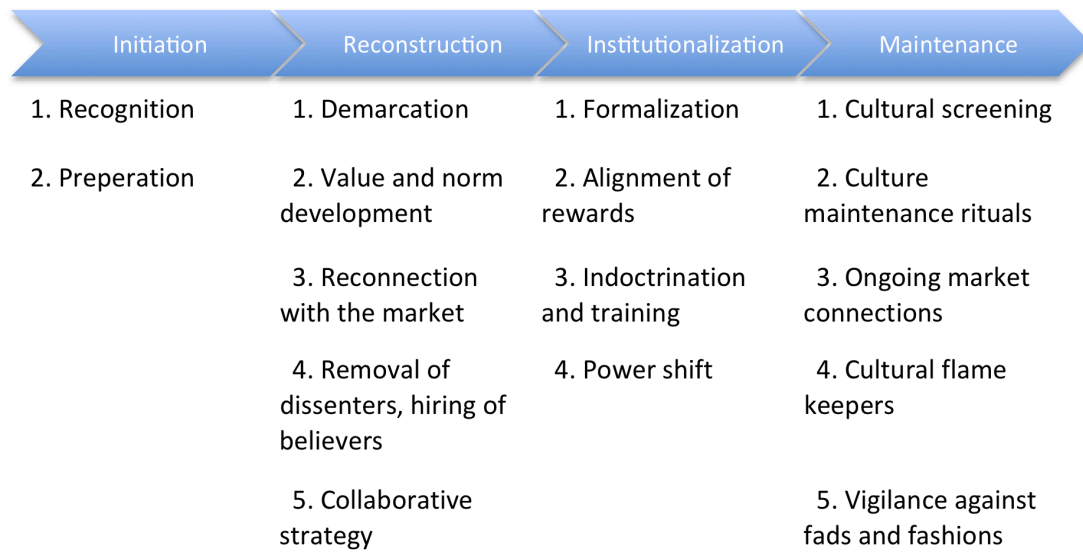 Initiation
Reconstruction
Institutionalization
Maintenance
1. Recognition
2. Preperation
1. Demarcation
2. Value and norm
development
3. Reconnection
with the market
4. Removal of
dissenters, hiring of
believers
5. Collaborative
strategy
1. Formalization
2. Alignment of
rewards
3. Indoctrination
and training
4. Power shift
1. Cultural screening
2. Culture
maintenance rituals
3. Ongoing market
connections
4. Cultural flame
keepers
5. Vigilance against
fads and fashions